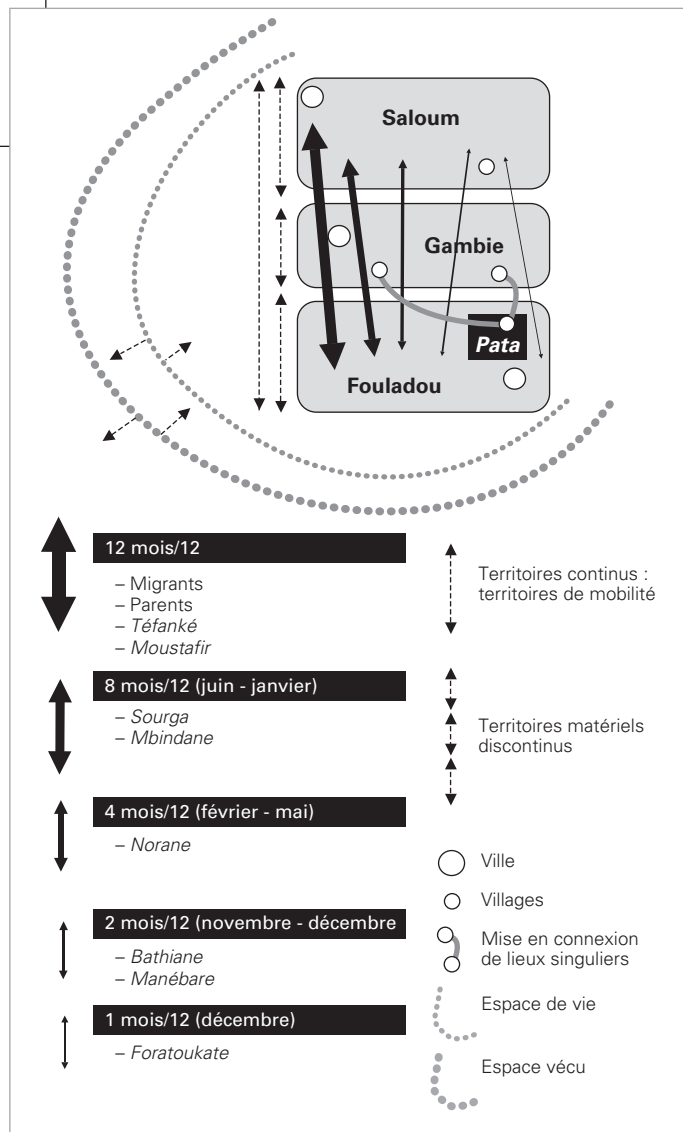 Saloum
Gambie
Pata
Fouladou
12 mois/12
– Migrants
– Parents
– Téfanké
– Moustafir
8 mois/12 (juin - janvier)
– Sourga
– Mbindane
4 mois/12 (février - mai)
– Norane
2 mois/12 (novembre - décembre
– Bathiane
– Manébare
1 mois/12 (décembre)
– Foratoukate
Territoires continus :
territoires de mobilité
Territoires matériels
discontinus
Ville
Villages
Mise en connexion
de lieux singuliers
Espace de vie
Espace vécu